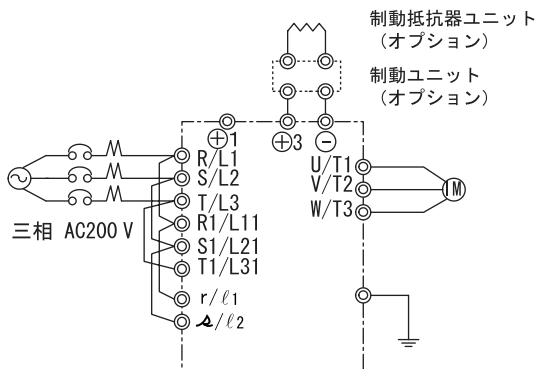 制動抵抗器ユニット
(オプション)
制動ユニット
(オプション)
⊕1
⊕3
⊖
R/L1
S/L2
T/L3
R1/L11
S1/L21
T1/L31
r/ℓ1
s/ℓ2
U/T1
V/T2
W/T3
IM
三相 AC200 V